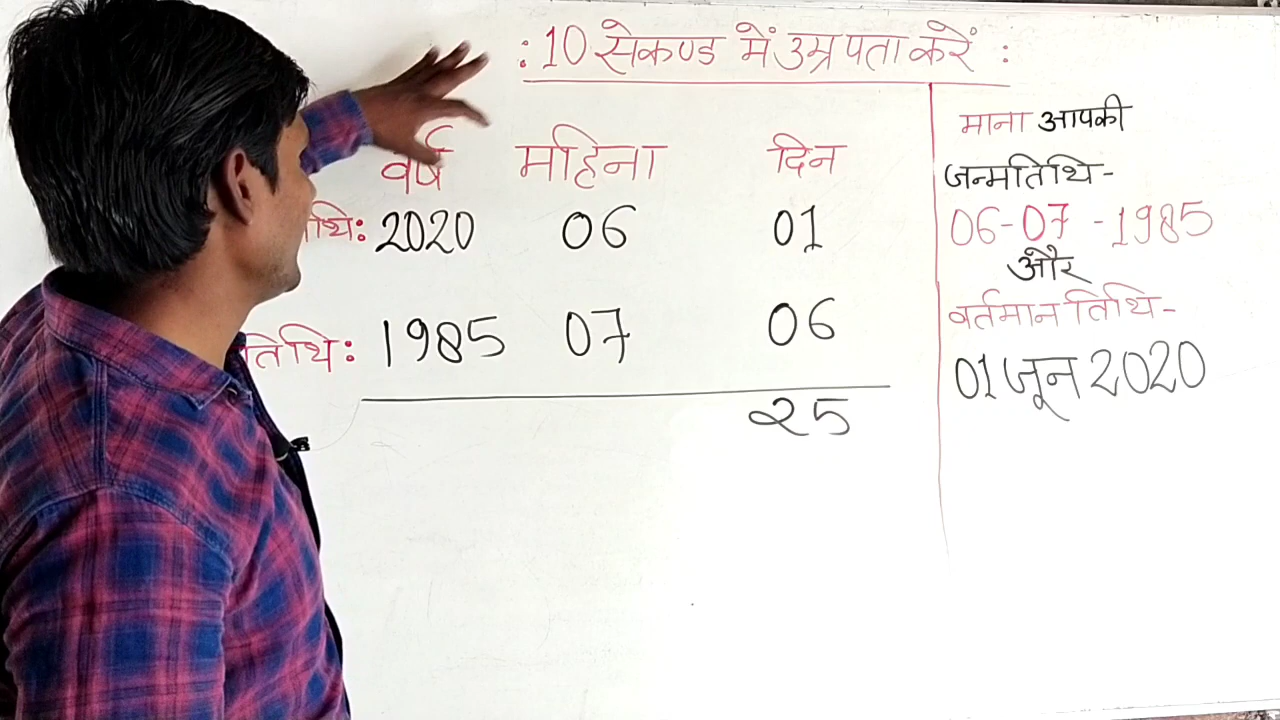 : 10 सेकण्ड में उम्र पता करें :
वर्ष महिना दिन
थि: 2020 06 01
तिथि: 1985 07 06
25
माना आपकी
जन्मतिथि-
06-07-1985
और
वर्तमान तिथि-
01 जून 2020